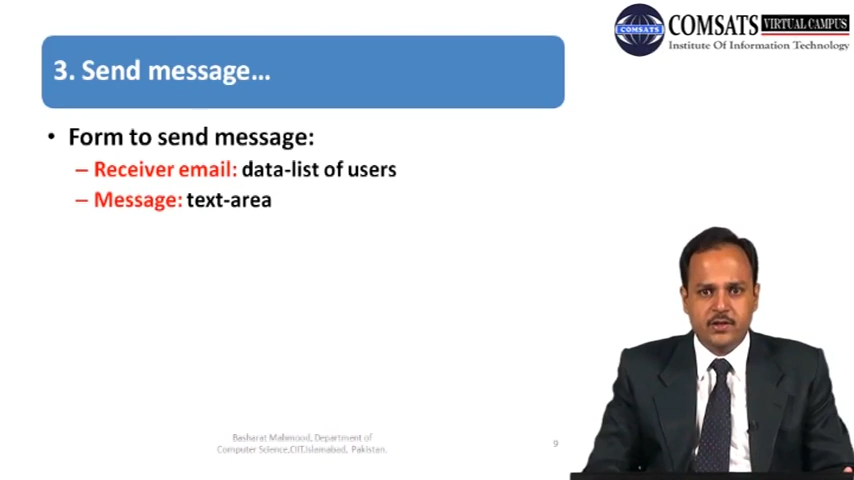 COMSATS VIRTUAL CAMPUS
COMSATS
Institute Of Information Technology
3. Send message...
• Form to send message:
– Receiver email: data-list of users
– Message: text-area
Basharat Mahmood, Department of
Computer Science,CIIT,Islamabad, Pakistan.
9